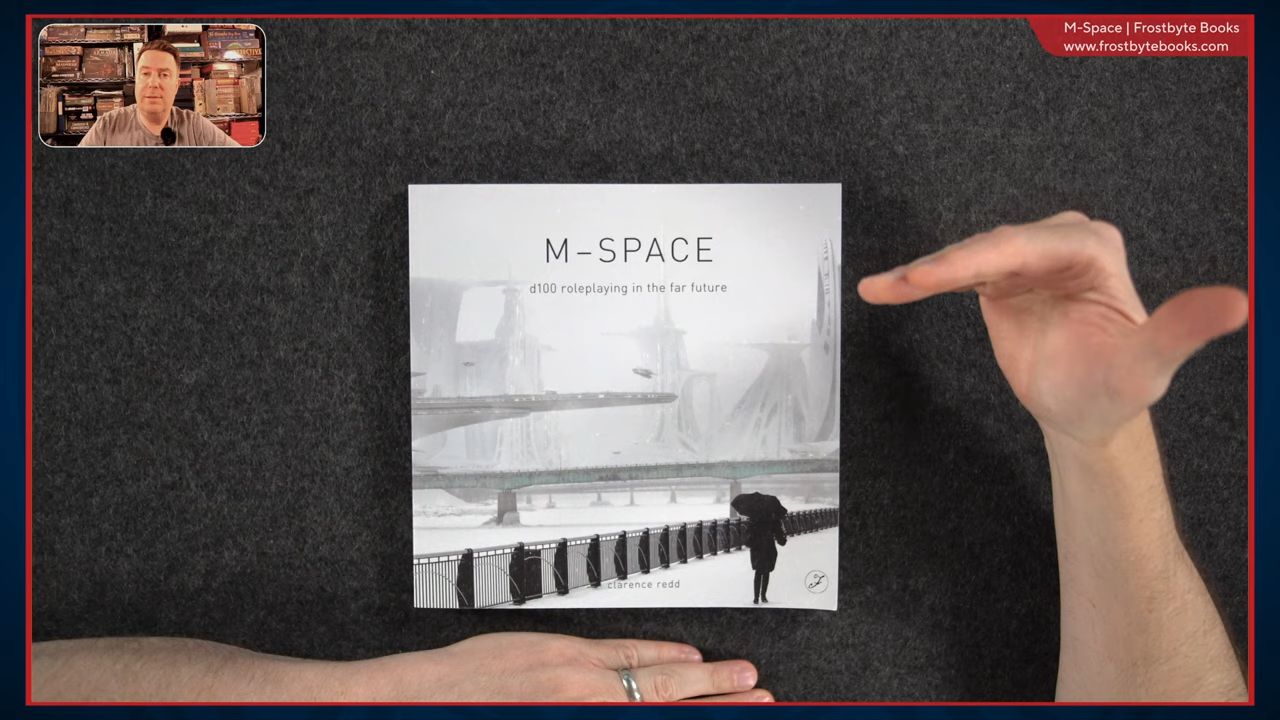 M-Space | Frostbyte Books
www.frostbytebooks.com
M–SPACE
d100 roleplaying in the far future
clarence redd